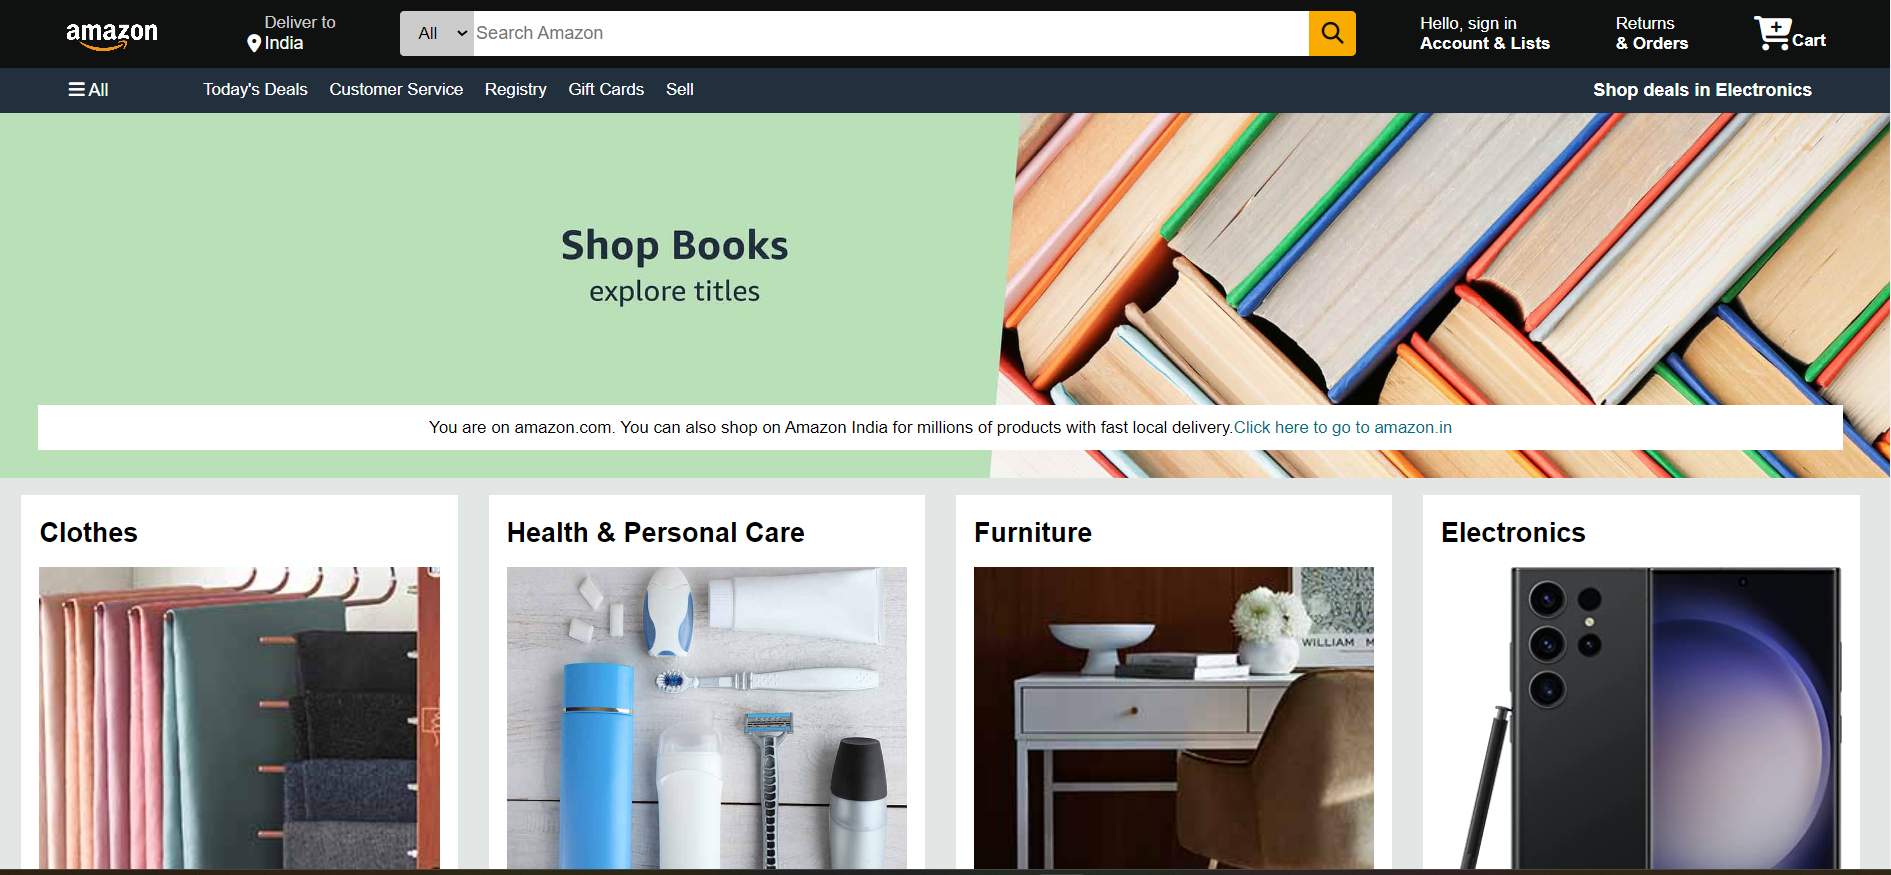 amazon
Deliver to
India
All
Search Amazon
Hello, sign in
Account & Lists
Returns
& Orders
Cart
All
Today's Deals
Customer Service
Registry
Gift Cards
Sell
Shop deals in Electronics
Shop Books
explore titles
You are on amazon.com. You can also shop on Amazon India for millions of products with fast local delivery.Click here to go to amazon.in
Clothes
Health & Personal Care
Furniture
Electronics
WILLIAM M